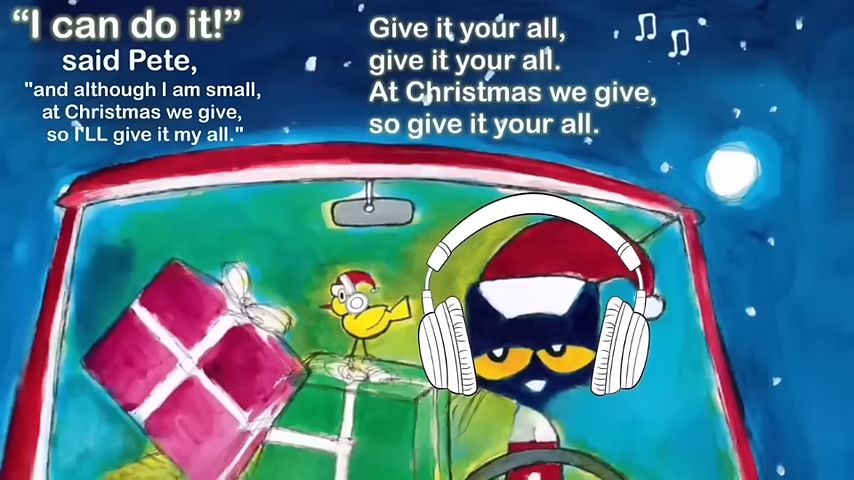 “I can do it!”
said Pete,
"and although I am small,
at Christmas we give,
so I'LL give it my all."
Give it your all,
give it your all.
At Christmas we give,
so give it your all.